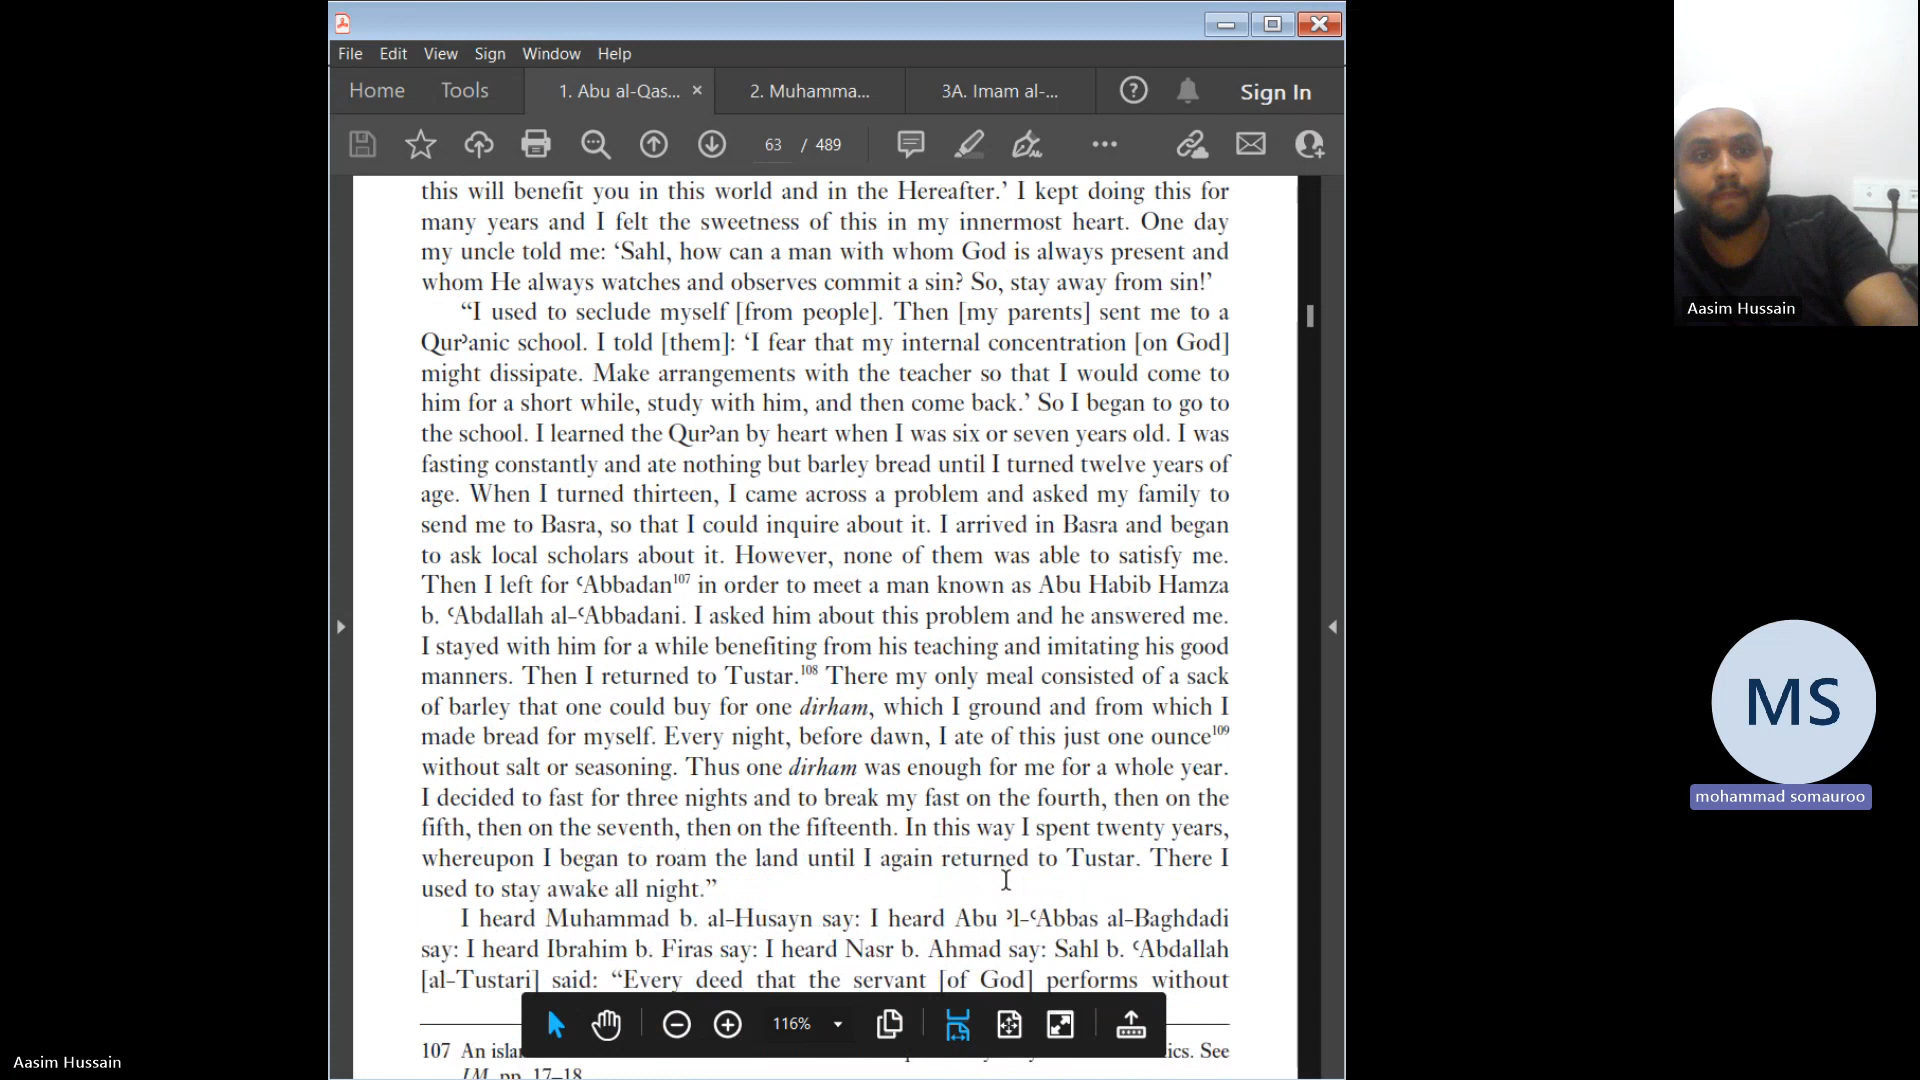 File Edit View Sign Window Help
Home Tools 1. Abu al-Qas... × 2. Muhamma... 3A. Imam al-... Sign In
63 / 489
this will benefit you in this world and in the Hereafter.’ I kept doing this for
many years and I felt the sweetness of this in my innermost heart. One day
my uncle told me: ‘Sahl, how can a man with whom God is always present and
whom He always watches and observes commit a sin? So, stay away from sin!’
“I used to seclude myself [from people]. Then [my parents] sent me to a
Qurʾanic school. I told [them]: ‘I fear that my internal concentration [on God]
might dissipate. Make arrangements with the teacher so that I would come to
him for a short while, study with him, and then come back.’ So I began to go to
the school. I learned the Qurʾan by heart when I was six or seven years old. I was
fasting constantly and ate nothing but barley bread until I turned twelve years of
age. When I turned thirteen, I came across a problem and asked my family to
send me to Basra, so that I could inquire about it. I arrived in Basra and began
to ask local scholars about it. However, none of them was able to satisfy me.
Then I left for ʿAbbadan107 in order to meet a man known as Abu Habib Hamza
b. ʿAbdallah al-ʿAbbadani. I asked him about this problem and he answered me.
I stayed with him for a while benefiting from his teaching and imitating his good
manners. Then I returned to Tustar.108 There my only meal consisted of a sack
of barley that one could buy for one dirham, which I ground and from which I
made bread for myself. Every night, before dawn, I ate of this just one ounce109
without salt or seasoning. Thus one dirham was enough for me for a whole year.
I decided to fast for three nights and to break my fast on the fourth, then on the
fifth, then on the seventh, then on the fifteenth. In this way I spent twenty years,
whereupon I began to roam the land until I again returned to Tustar. There I
used to stay awake all night.”
I heard Muhammad b. al-Husayn say: I heard Abu ʾl-ʿAbbas al-Baghdadi
say: I heard Ibrahim b. Firas say: I heard Nasr b. Ahmad say: Sahl b. ʿAbdallah
[al-Tustari] said: “Every deed that the servant [of God] performs without
116%
107 An islan ics. See
IM, pp. 17–18
Aasim Hussain
MS
mohammad somauroo
Aasim Hussain